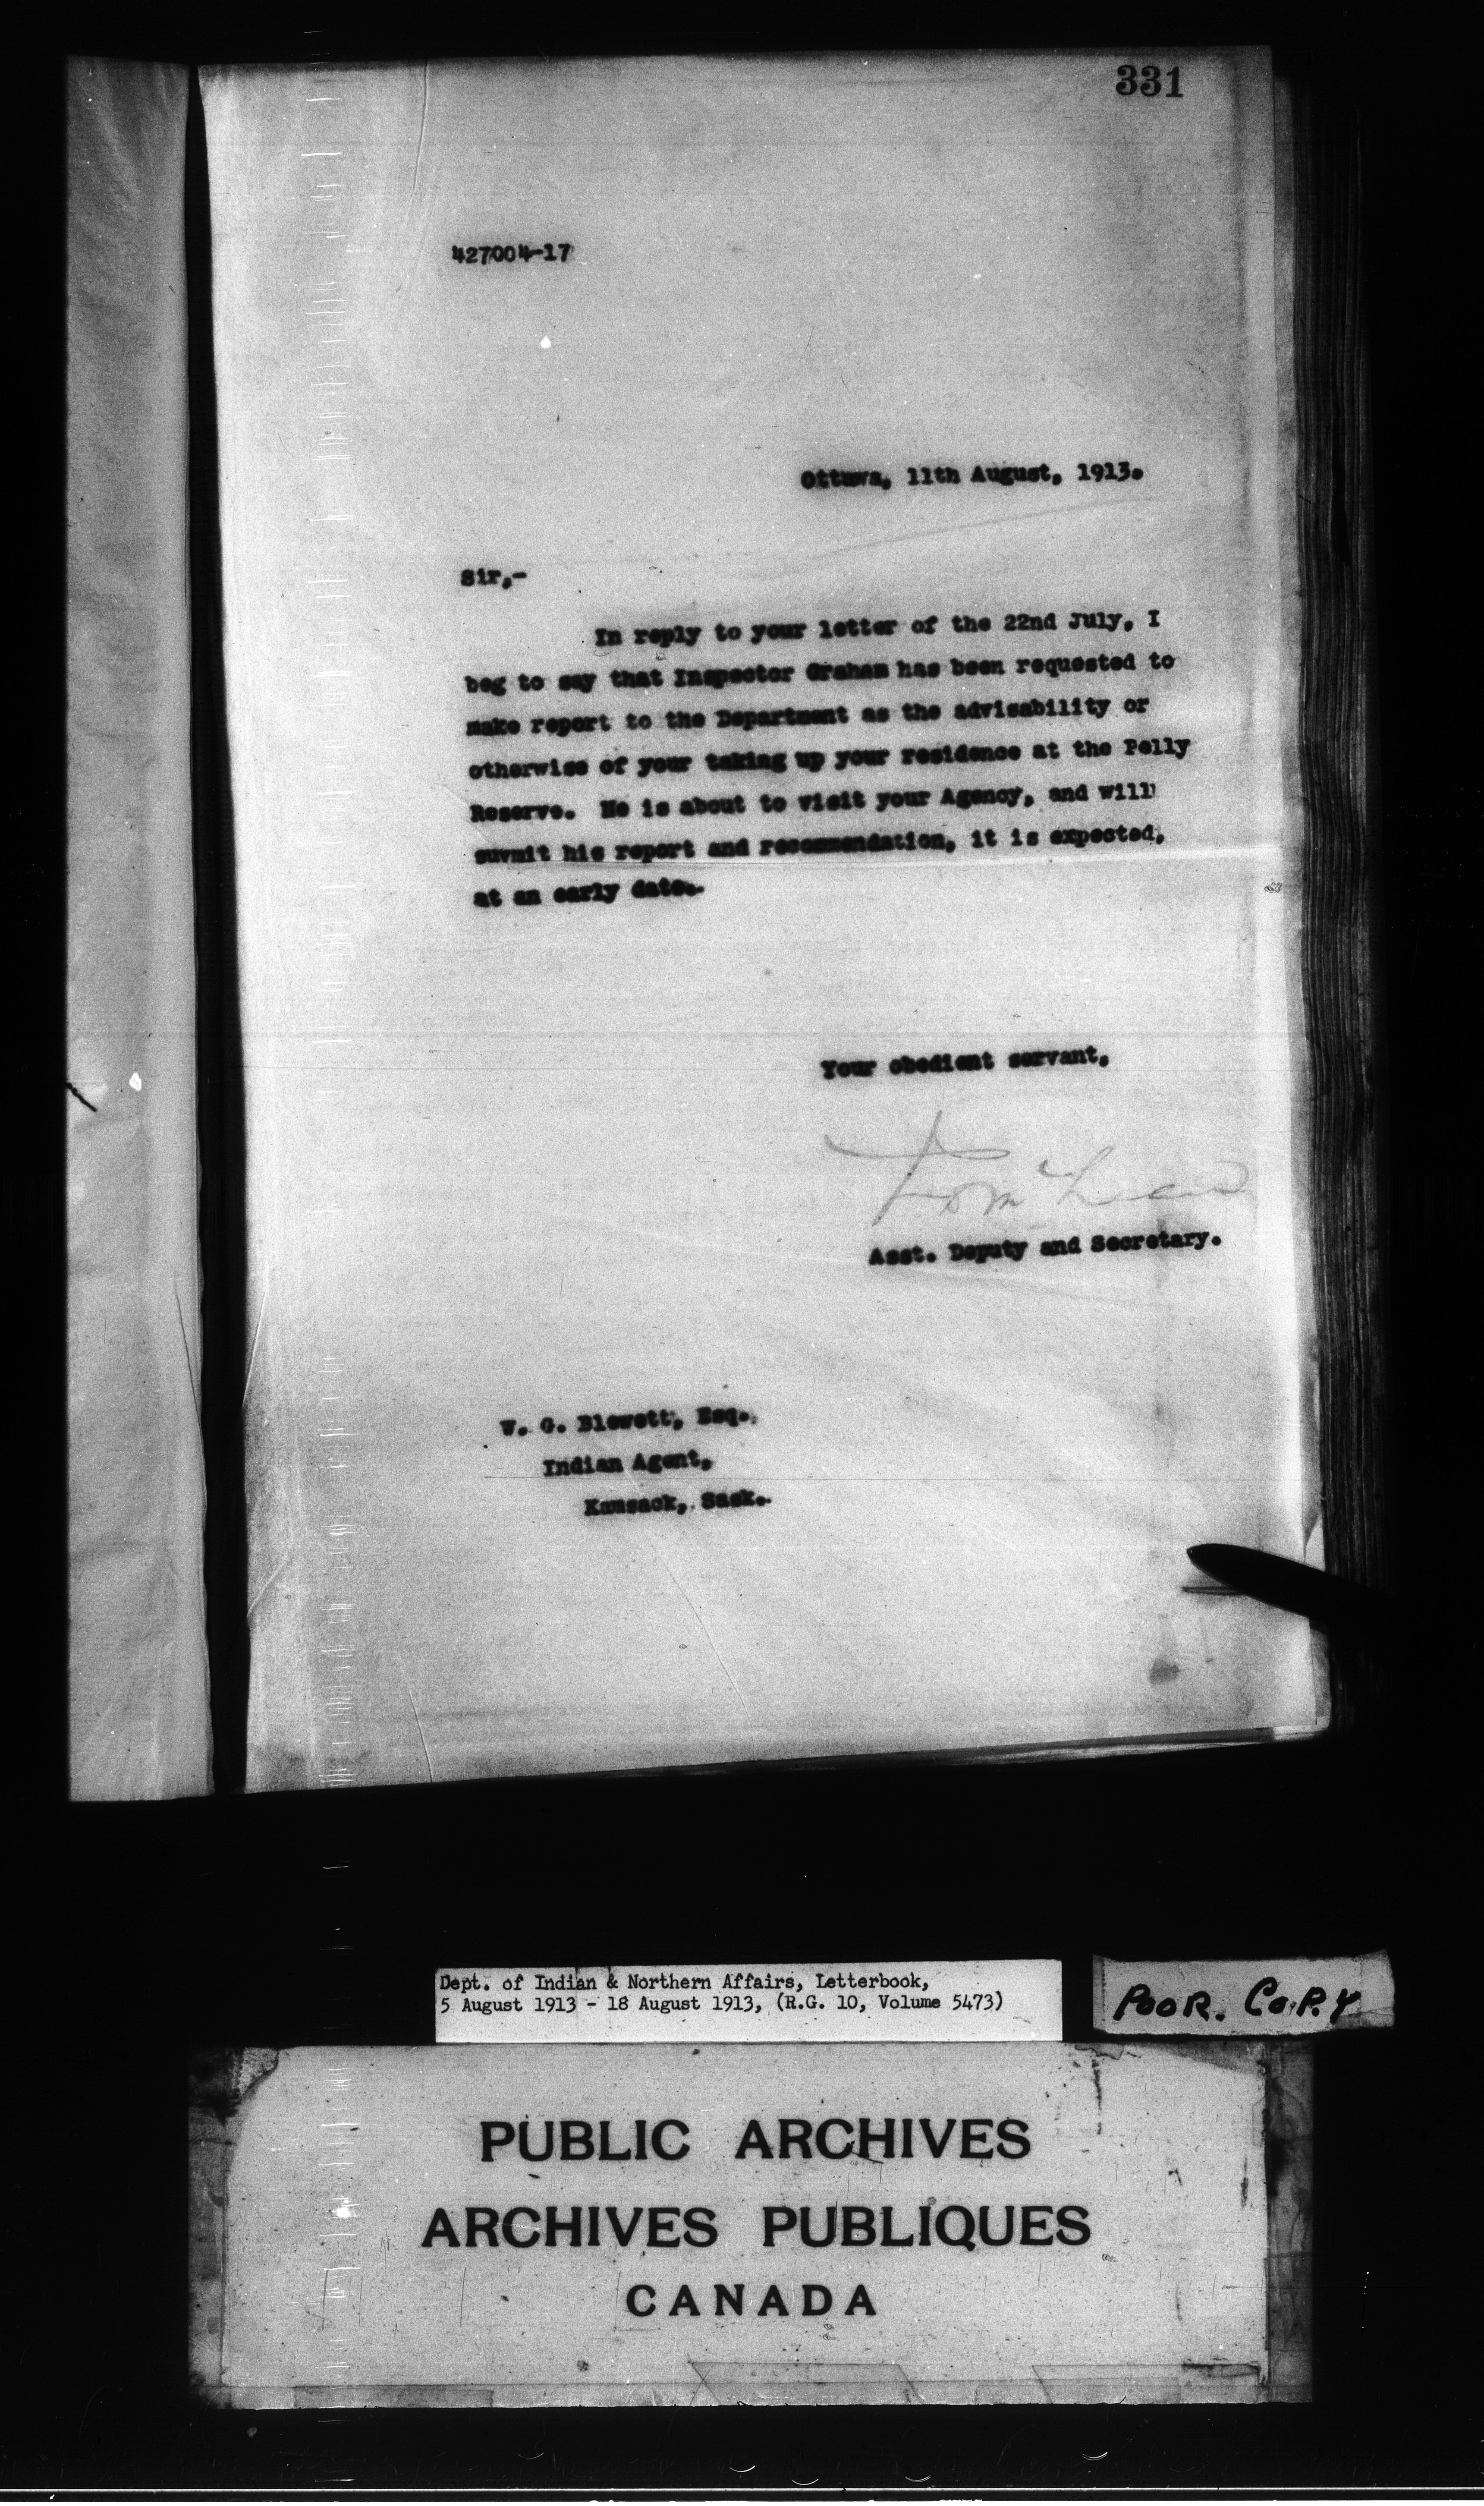 331
427004-17
Ottawa, 11th August, 1913.
Sir,-
In reply to your letter of the 22nd July, I
beg to say that Inspector Graham has been requested to
make report to the Department as the advisability or
otherwise of your taking up your residence at the Pelly
Reserve. He is about to visit your Agency, and will
suvmit his report and recommendation, it is expected,
at an early date.
Your obedient servant,
Asst. Deputy and Secretary.
W. G. Blewett, Esq.,
Indian Agent,
Kamsack, Sask.
Dept. of Indian & Northern Affairs, Letterbook,
5 August 1913 - 18 August 1913, (R.G. 10, Volume 5473)
POOR. COPY
PUBLIC ARCHIVES
ARCHIVES PUBLIQUES
CANADA